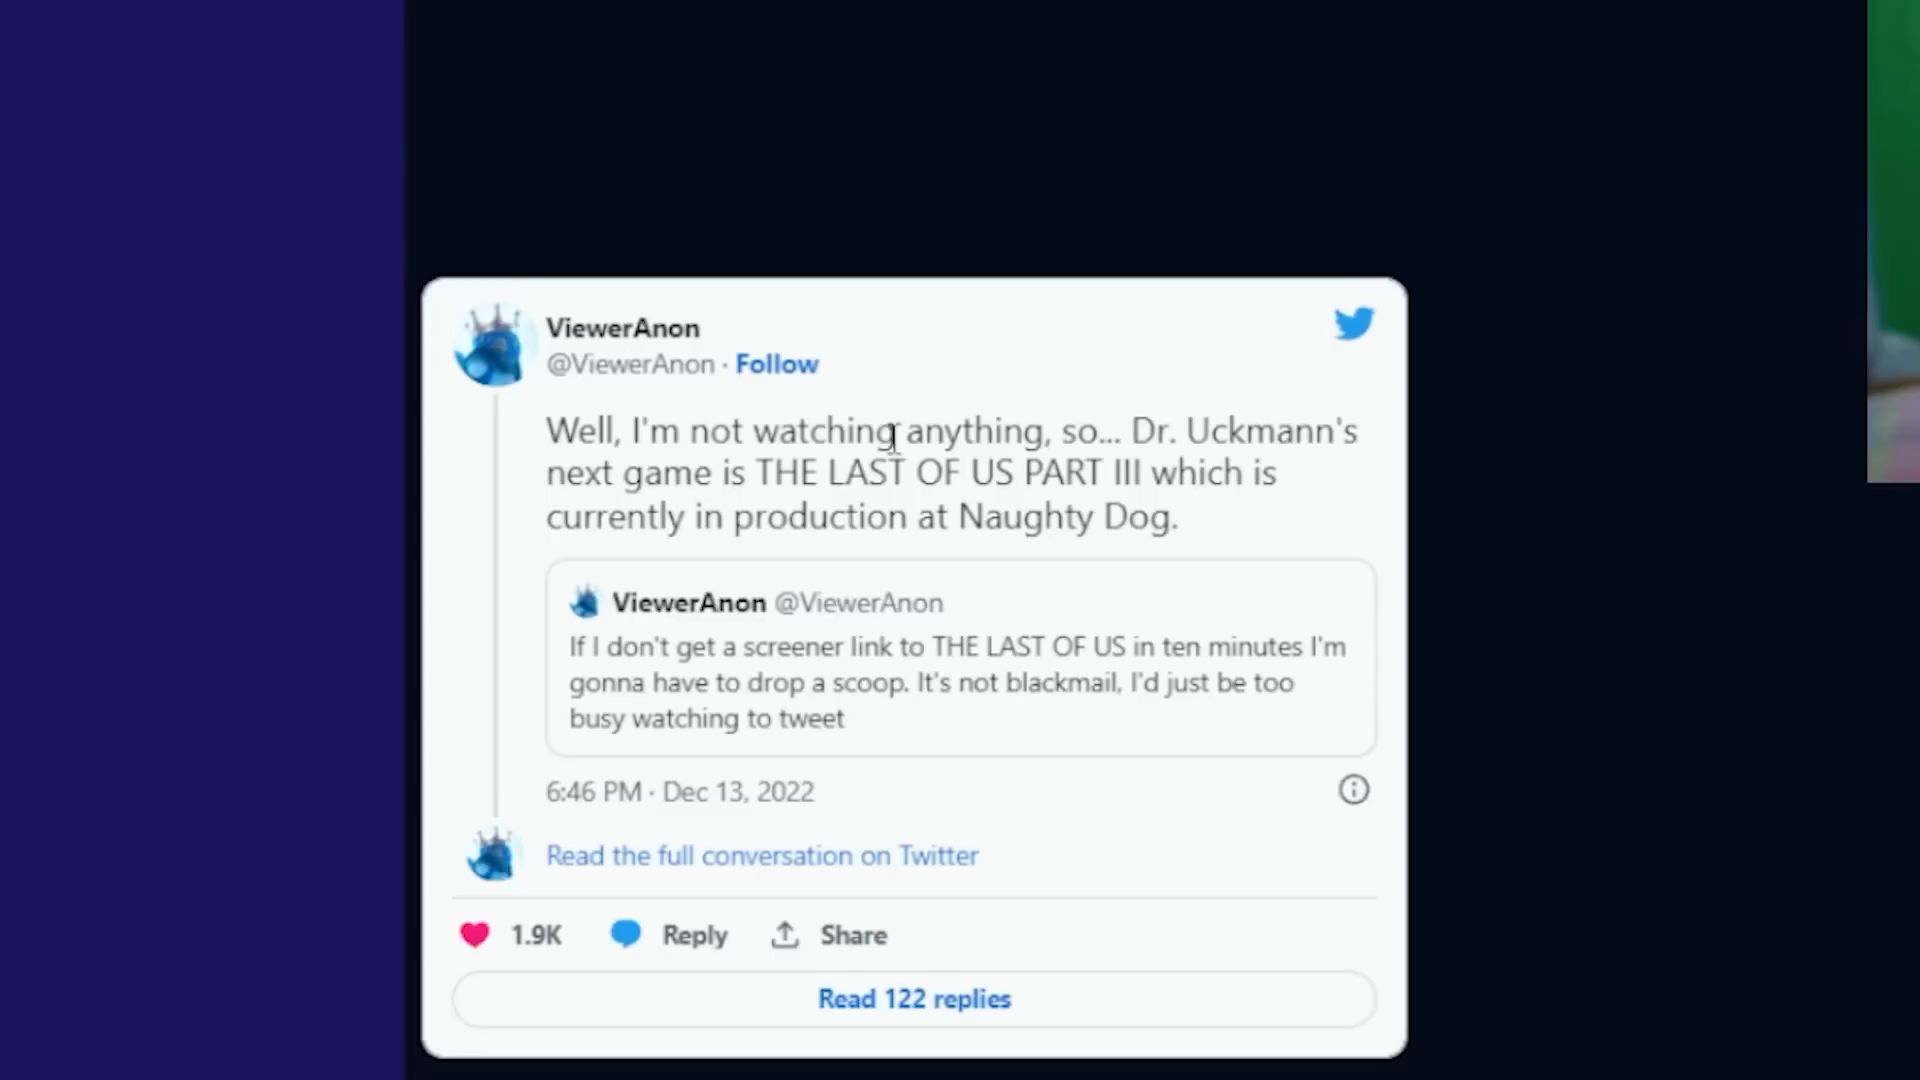 ViewerAnon
@ViewerAnon · Follow
Well, I'm not watching anything, so... Dr. Uckmann's
next game is THE LAST OF US PART III which is
currently in production at Naughty Dog.
ViewerAnon @ViewerAnon
If I don't get a screener link to THE LAST OF US in ten minutes I'm
gonna have to drop a scoop. It's not blackmail, I'd just be too
busy watching to tweet
6:46 PM · Dec 13, 2022
Read the full conversation on Twitter
1.9K Reply Share
Read 122 replies